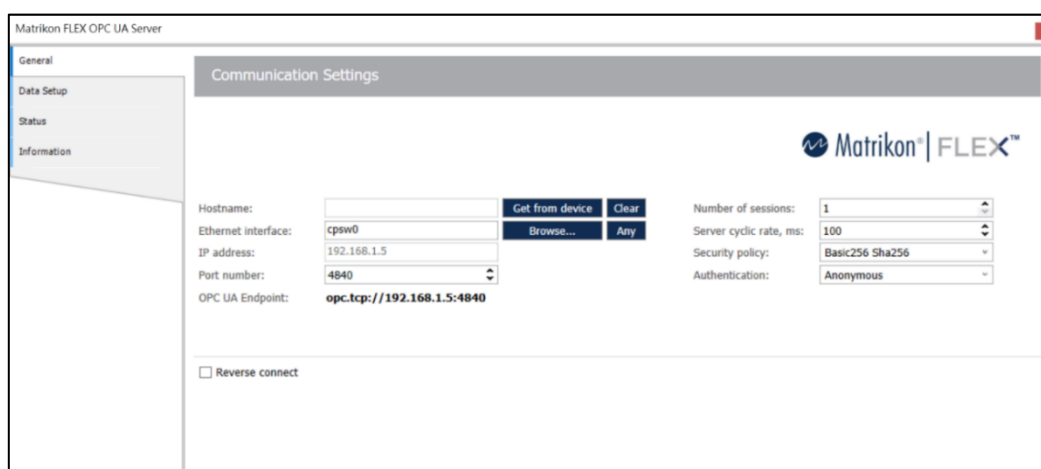 Matrikon FLEX OPC UA Server
General
Data Setup
Status
Information
Communication Settings
Matrikon® | FLEX™
Hostname: Get from device Clear
Ethernet interface: cpsw0 Browse... Any
IP address: 192.168.1.5
Port number: 4840
OPC UA Endpoint: opc.tcp://192.168.1.5:4840
Number of sessions: 1
Server cyclic rate, ms: 100
Security policy: Basic256 Sha256
Authentication: Anonymous
Reverse connect